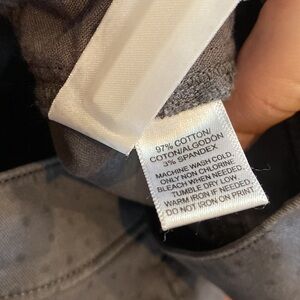 97% COTTON/
COTON/ALGODÓN
3% SPANDEX
MACHINE WASH COLD,
ONLY NON CHLORINE
BLEACH WHEN NEEDED,
TUMBLE DRY LOW
WARM IRON IF NEEDED,
DO NOT IRON ON PRINT